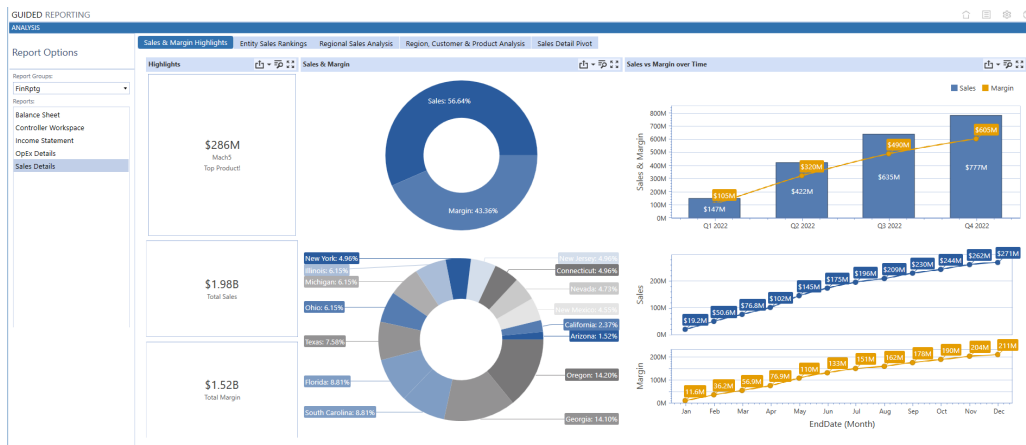 GUIDED REPORTING
ANALYSIS
Report Options
Report Groups:
FinRptg
Reports:
Balance Sheet
Controller Workspace
Income Statement
OpEx Details
Sales Details
Sales & Margin Highlights
Entity Sales Rankings
Regional Sales Analysis
Region, Customer & Product Analysis
Sales Detail Pivot
Highlights
$286M
Mach5
Top Product!
$1.98B
Total Sales
$1.52B
Total Margin
Sales & Margin
Sales: 56.64%
Margin: 43.36%
New York: 4.96%
Illinois: 6.15%
Michigan: 6.15%
Ohio: 6.15%
Texas: 7.58%
Florida: 8.81%
South Carolina: 8.81%
New Jersey: 4.96%
Connecticut: 4.96%
Nevada: 4.73%
California: 2.37%
Arizona: 1.52%
Oregon: 14.20%
Georgia: 14.10%
Sales vs Margin over Time
Sales
Margin
Sales & Margin
800M
700M
600M
500M
400M
300M
200M
100M
0M
$105M
$320M
$490M
$605M
$147M
$422M
$635M
$777M
Q1 2022
Q2 2022
Q3 2022
Q4 2022
Sales
200M
0M
$19.2M
$50.6M
$76.8M
$102M
$145M
$175M
$196M
$209M
$230M
$244M
$262M
$271M
Margin
200M
100M
0M
11.6M
36.2M
56.9M
76.9M
110M
133M
151M
162M
178M
190M
204M
211M
Jan
Feb
Mar
Apr
May
Jun
Jul
Aug
Sep
Oct
Nov
Dec
EndDate (Month)